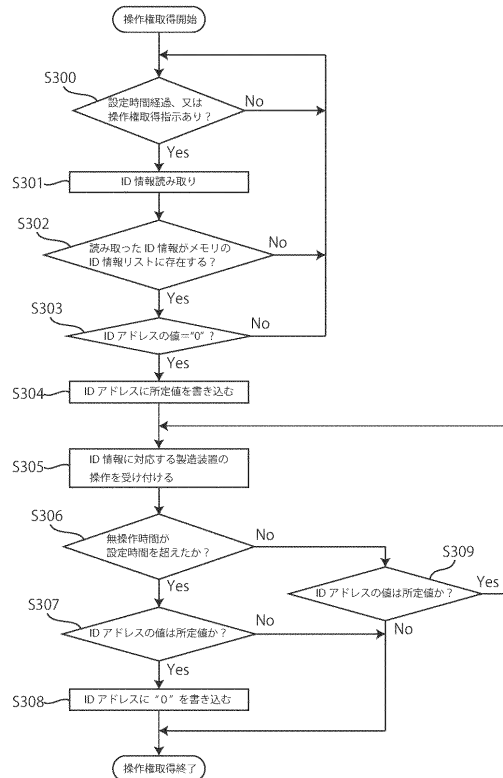 操作権取得開始
S300
設定時間経過、又は
操作権取得指示あり？
No
Yes
S301
ID 情報読み取り
S302
読み取った ID 情報がメモリの
ID 情報リストに存在する？
No
Yes
S303
ID アドレスの値＝“0” ?
No
Yes
S304
ID アドレスに所定値を書き込む
S305
ID 情報に対応する製造装置の
操作を受け付ける
S306
無操作時間が
設定時間を超えたか？
No
Yes
S309
ID アドレスの値は所定値か？
Yes
No
S307
ID アドレスの値は所定値か？
No
Yes
S308
ID アドレスに “0” を書き込む
操作権取得終了